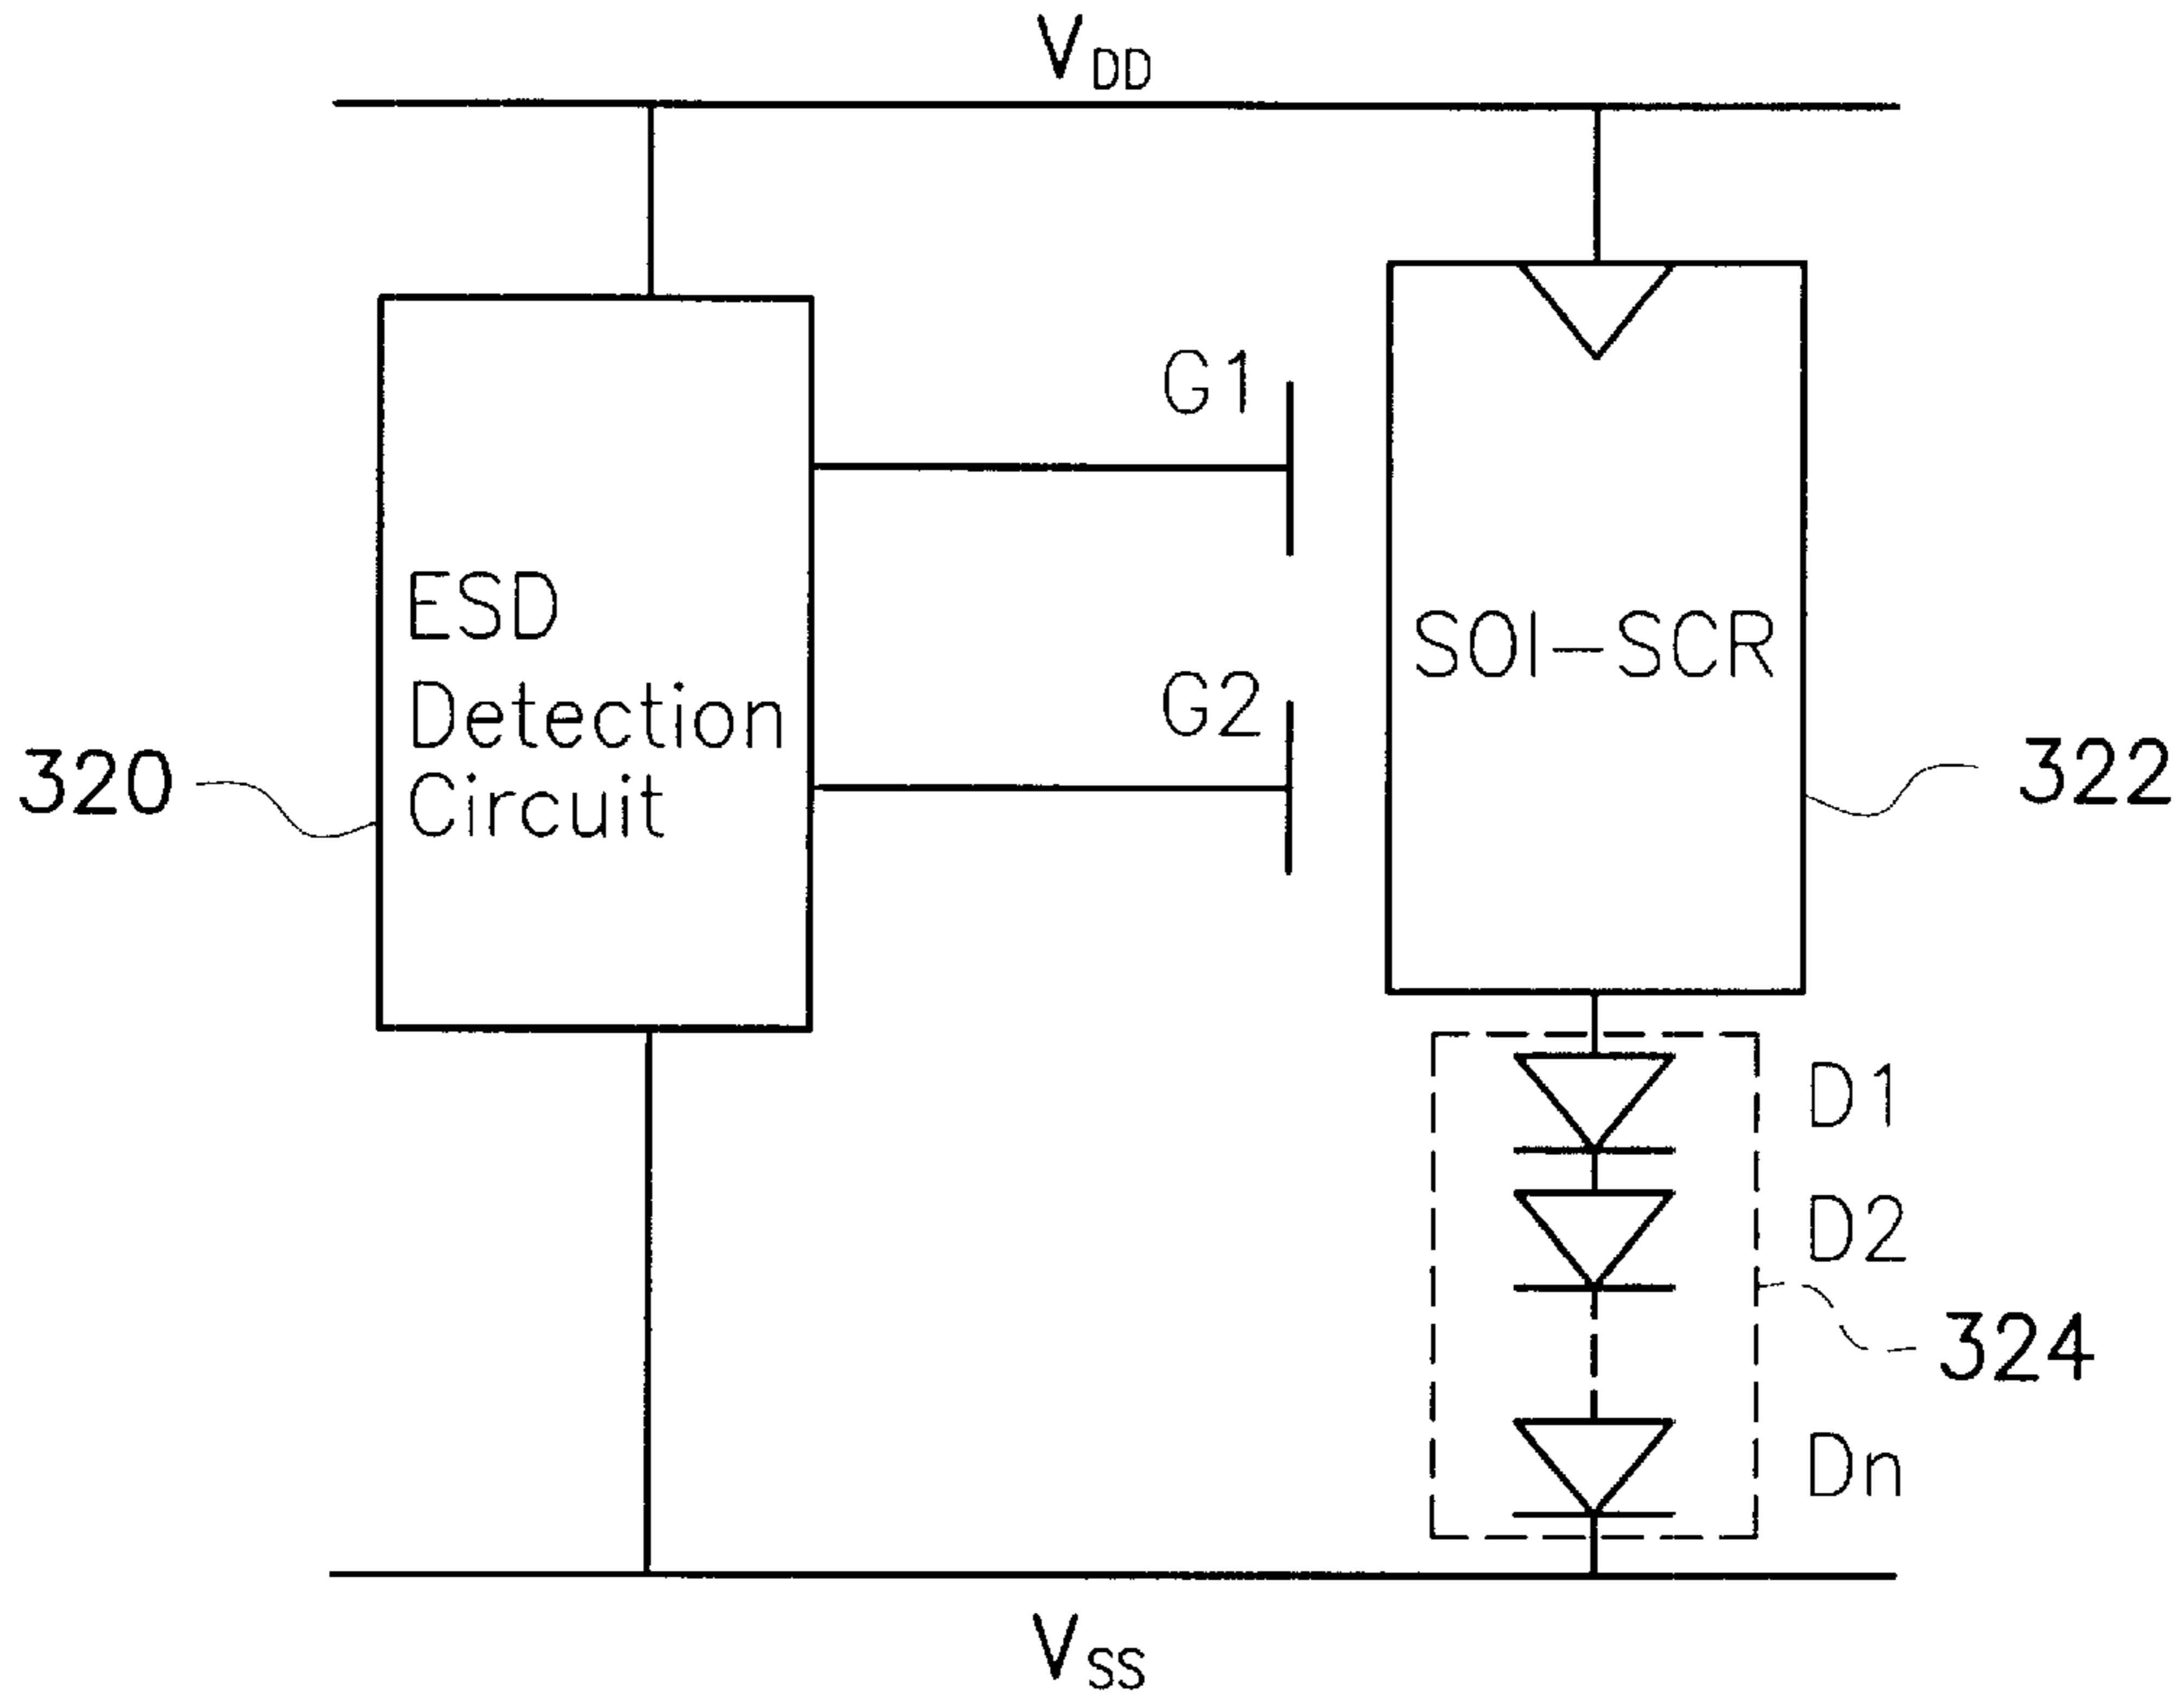 VDD
G1
ESD
Detection
Circuit
SOI-SCR
G2
320
322
D1
D2
324
Dn
VSS